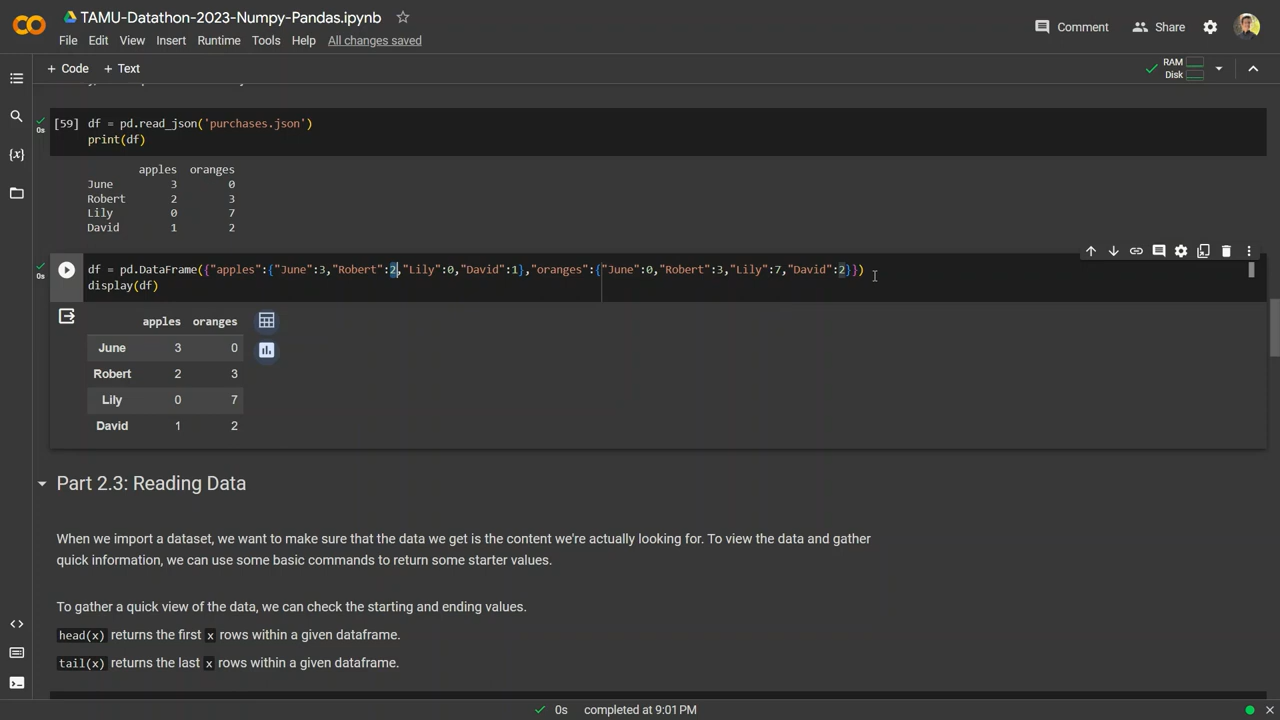 TAMU-Datathon-2023-Numpy-Pandas.ipynb
Comment
Share
File Edit View Insert Runtime Tools Help All changes saved
+ Code + Text
RAM
Disk
[59] df = pd.read_json('purchases.json')
0s
print(df)
apples oranges
June 3 0
Robert 2 3
Lily 0 7
David 1 2
df = pd.DataFrame({"apples":{"June":3,"Robert":2,"Lily":0,"David":1},"oranges":{"June":0,"Robert":3,"Lily":7,"David":2}})
0s
display(df)
apples oranges
June 3 0
Robert 2 3
Lily 0 7
David 1 2
Part 2.3: Reading Data
When we import a dataset, we want to make sure that the data we get is the content we're actually looking for. To view the data and gather
quick information, we can use some basic commands to return some starter values.
To gather a quick view of the data, we can check the starting and ending values.
head(x) returns the first x rows within a given dataframe.
tail(x) returns the last x rows within a given dataframe.
0s completed at 9:01PM